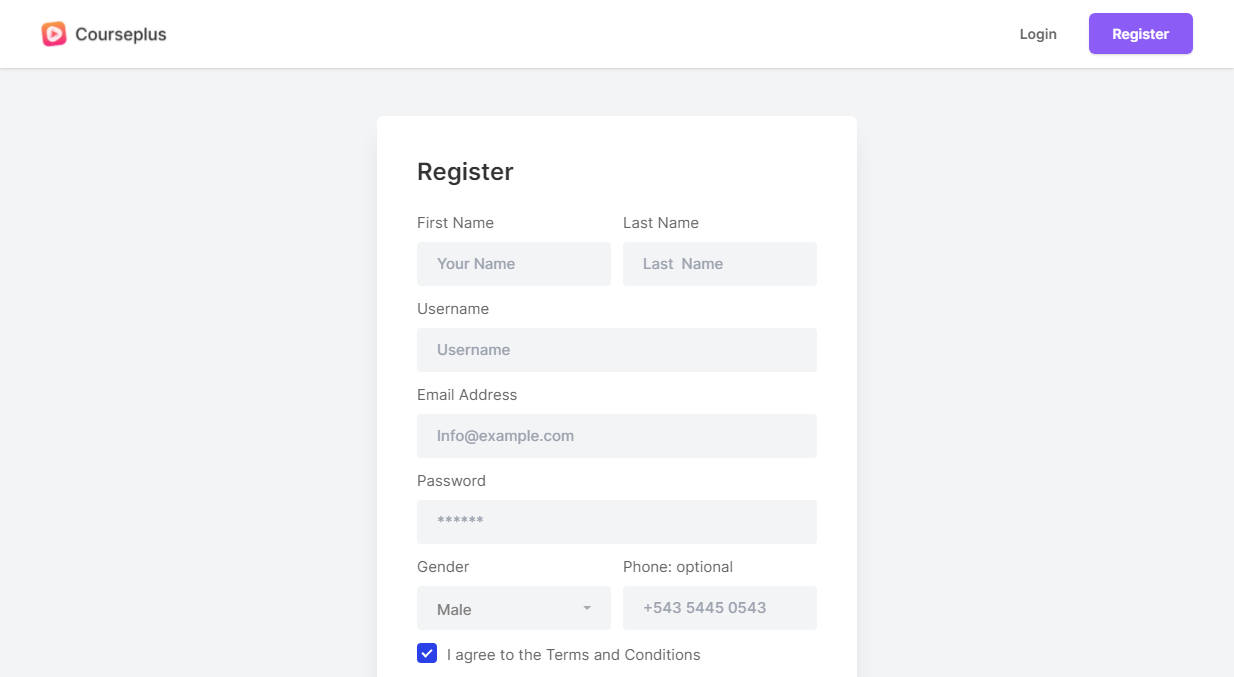 Courseplus
Login
Register
Register
First Name
Last Name
Your Name
Last Name
Username
Username
Email Address
Info@example.com
Password
******
Gender
Phone: optional
Male
+543 5445 0543
I agree to the Terms and Conditions